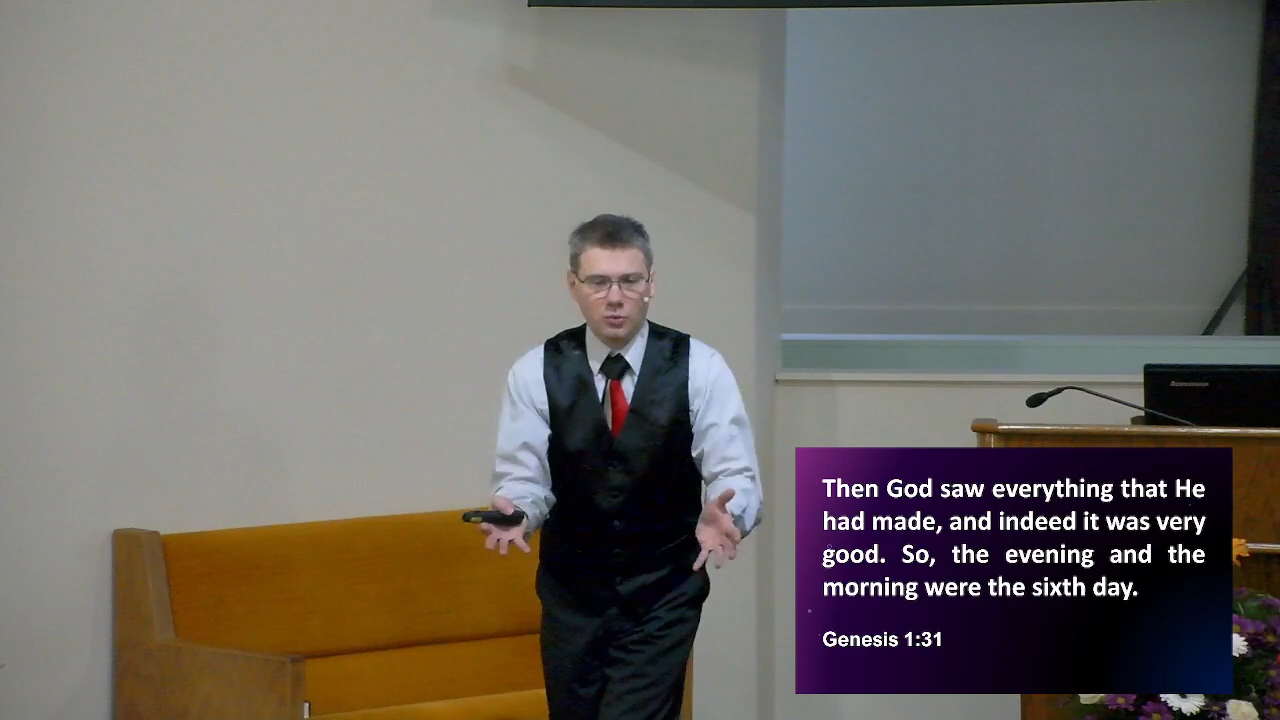 lenovo
Then God saw everything that He
had made, and indeed it was very
good. So, the evening and the
morning were the sixth day.
Genesis 1:31